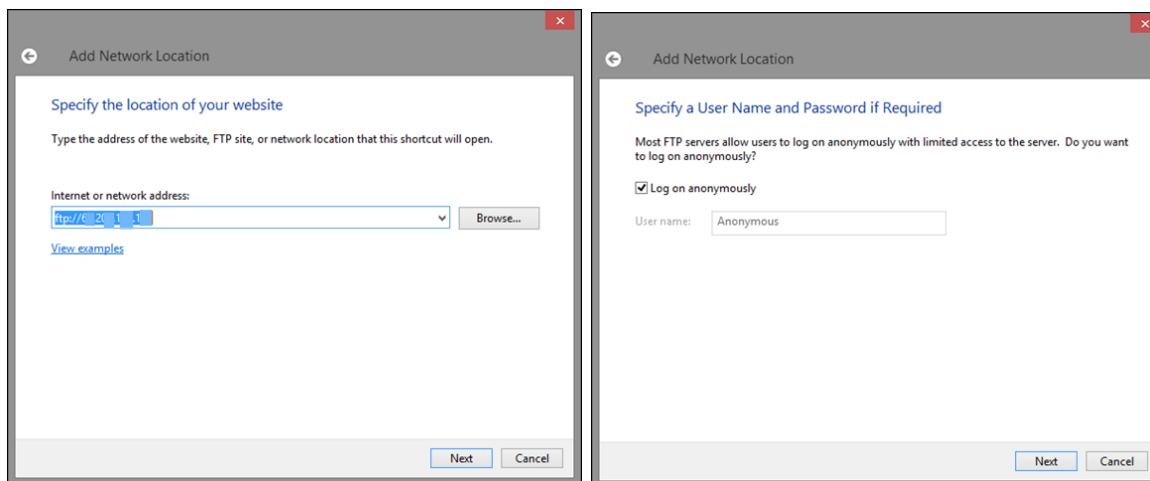 Add Network Location
Specify the location of your website
Type the address of the website, FTP site, or network location that this shortcut will open.
Internet or network address:
ftp://
Browse...
View examples
Next
Cancel
Add Network Location
Specify a User Name and Password if Required
Most FTP servers allow users to log on anonymously with limited access to the server. Do you want
to log on anonymously?
Log on anonymously
User name:
Anonymous
Next
Cancel